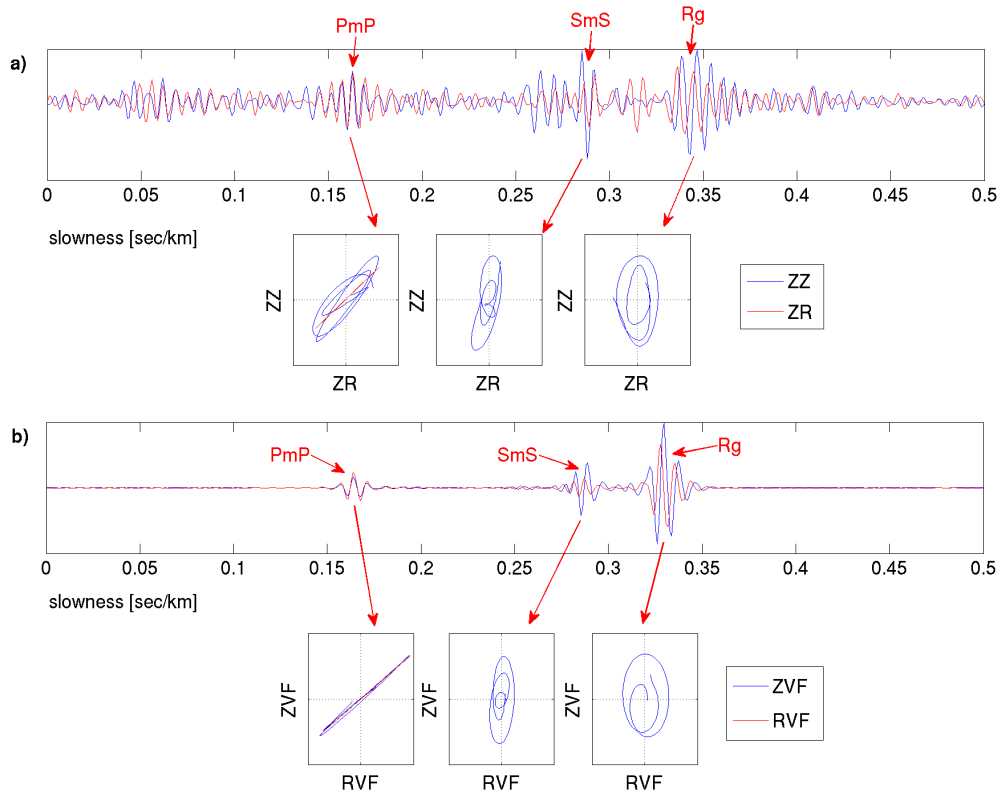 PmP
SmS
Rg
a)
0 0.05 0.1 0.15 0.2 0.25 0.3 0.35 0.4 0.45 0.5
slowness [sec/km]
ZZ ZZ ZZ
ZR ZR ZR
ZZ
ZR
b)
PmP
SmS
Rg
0 0.05 0.1 0.15 0.2 0.25 0.3 0.35 0.4 0.45 0.5
slowness [sec/km]
ZVF ZVF ZVF
RVF RVF RVF
ZVF
RVF